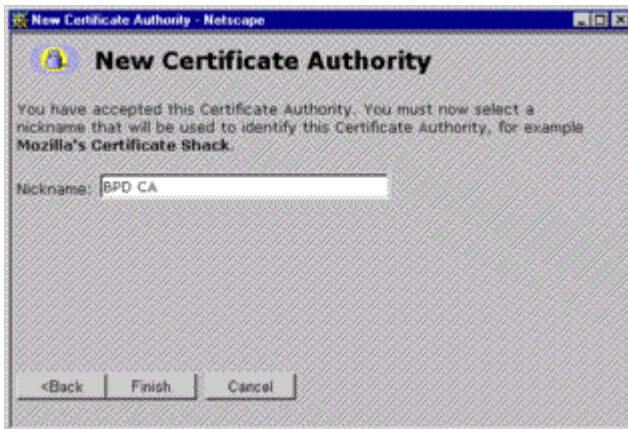 New Certificate Authority - Netscape
New Certificate Authority
You have accepted this Certificate Authority. You must now select a
nickname that will be used to identify this Certificate Authority, for example
Mozilla's Certificate Shack.
Nickname: BPD CA
<Back Finish Cancel